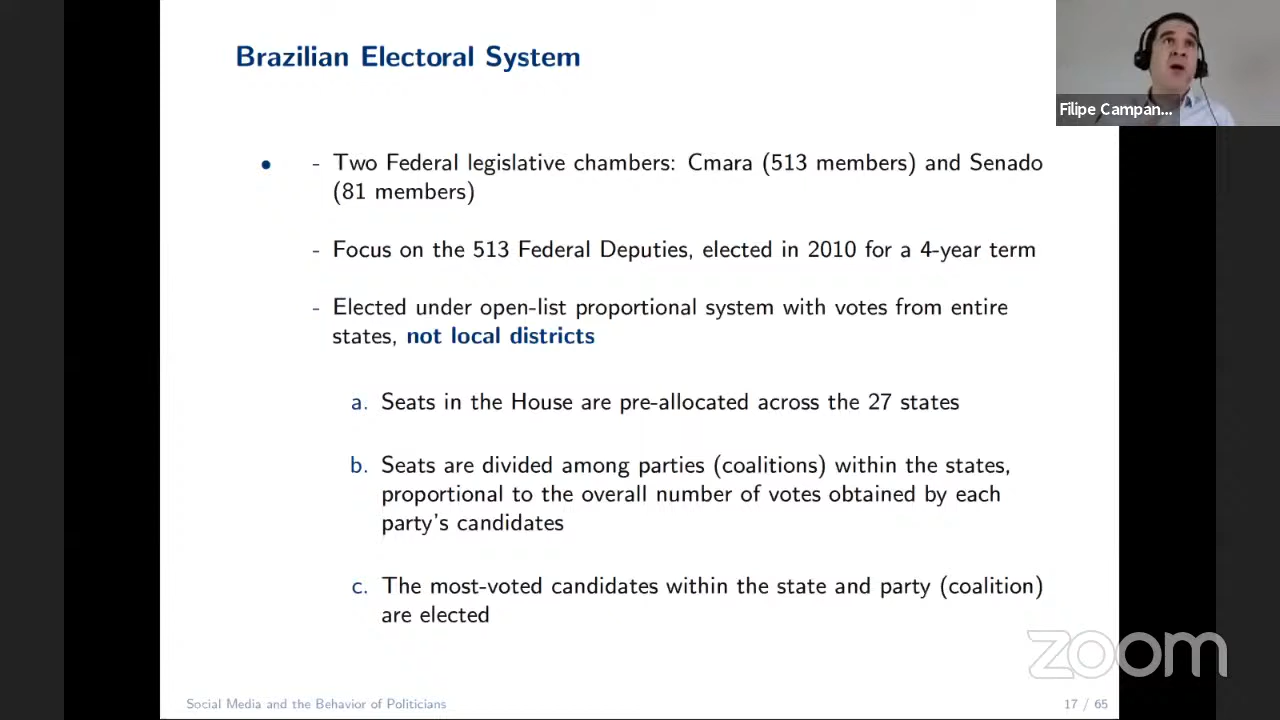 Brazilian Electoral System
Filipe Campan...
- Two Federal legislative chambers: Cmara (513 members) and Senado
(81 members)
- Focus on the 513 Federal Deputies, elected in 2010 for a 4-year term
- Elected under open-list proportional system with votes from entire
states, not local districts
a. Seats in the House are pre-allocated across the 27 states
b. Seats are divided among parties (coalitions) within the states,
proportional to the overall number of votes obtained by each
party's candidates
c. The most-voted candidates within the state and party (coalition)
are elected
zoom
Social Media and the Behavior of Politicians
17 / 65